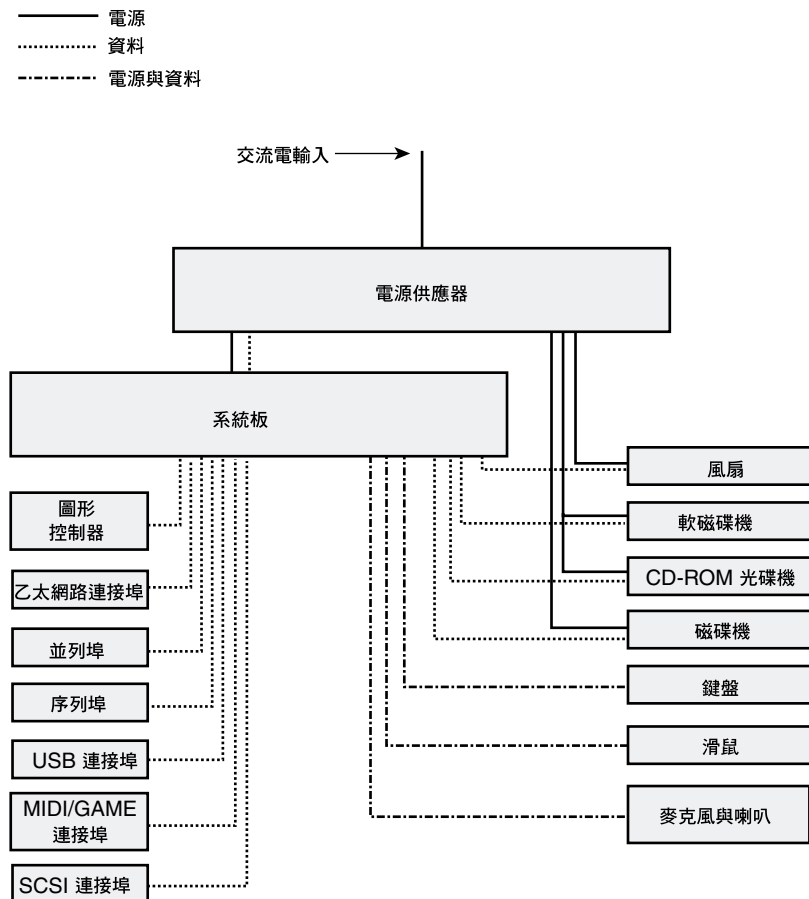 電源
資料
電源與資料
交流電輸入
電源供應器
系統板
圖形
控制器
乙太網路連接埠
並列埠
序列埠
USB 連接埠
MIDI/GAME
連接埠
SCSI 連接埠
風扇
軟磁碟機
CD-ROM 光碟機
磁碟機
鍵盤
滑鼠
麥克風與喇叭